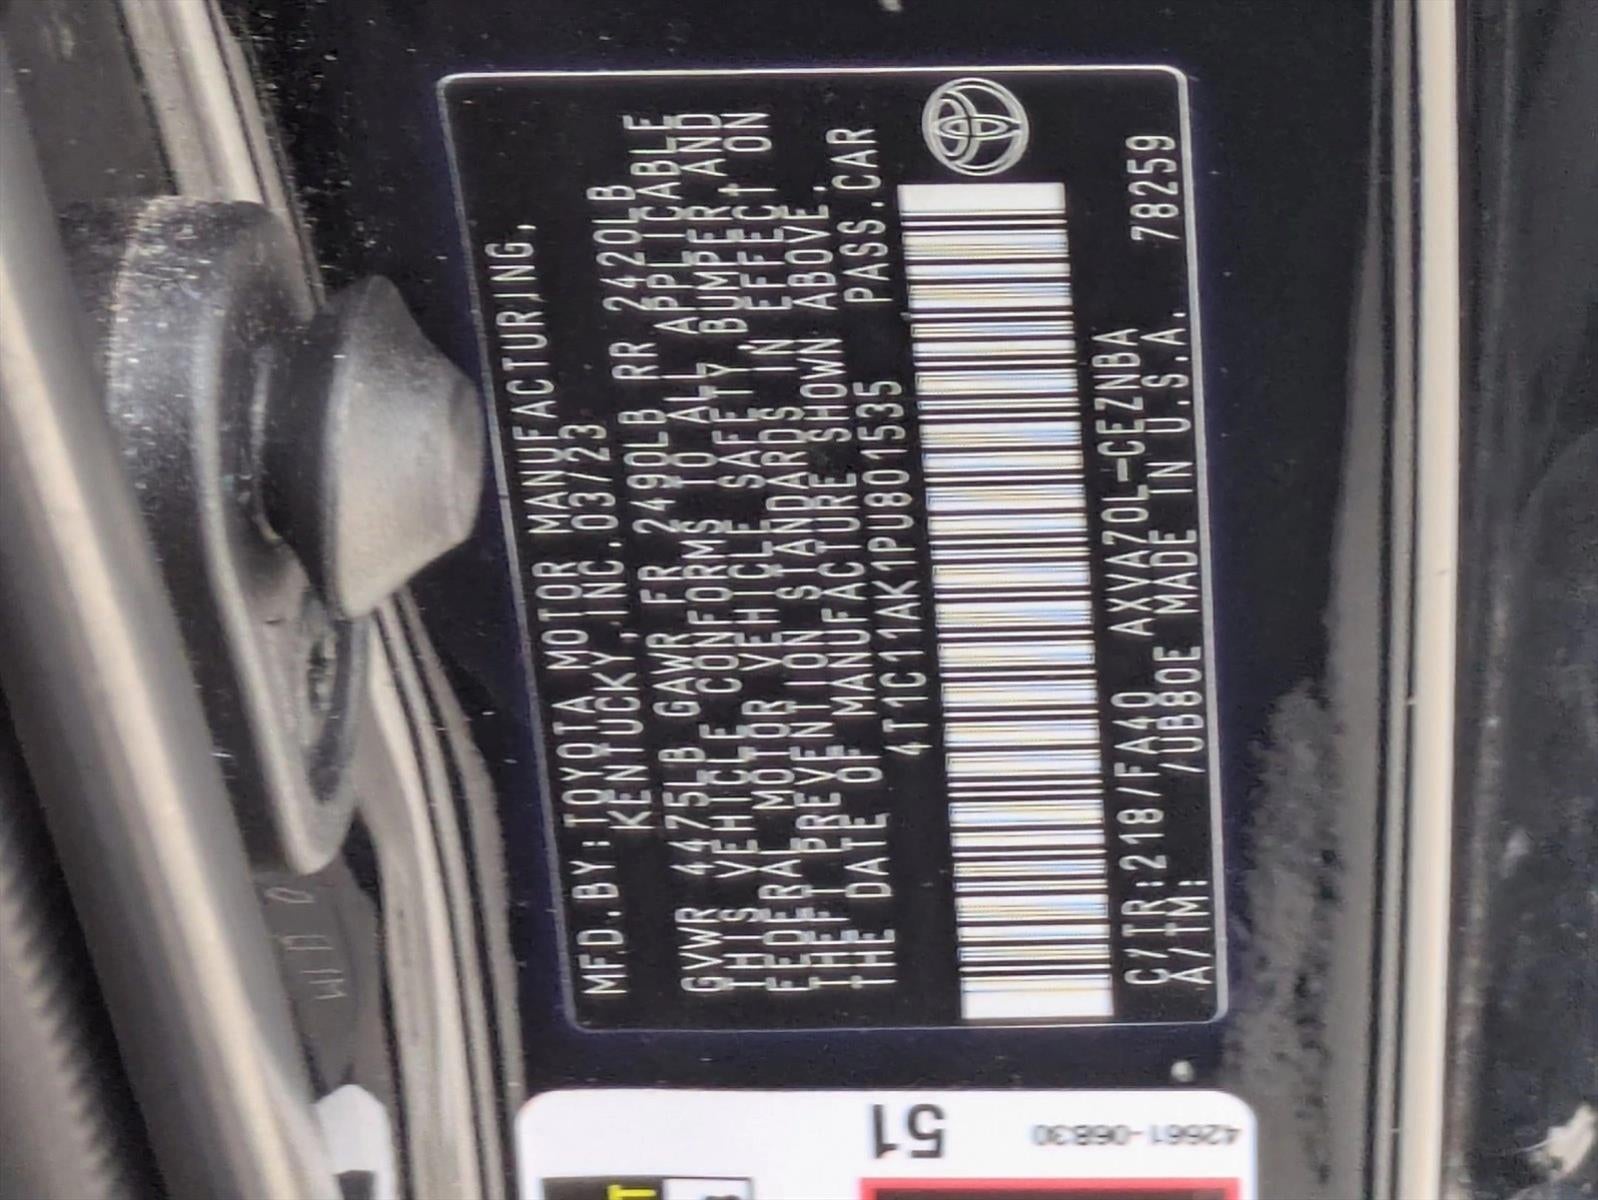 MFD.BY:TOYOTA MOTOR MANUFACTURING,
KENTUCKY,INC.03/23
GVWR 4475LB GAWR FR 2490LB RR 2420LB
THIS VEHICLE CONFORMS TO ALL APPLICABLE
FEDERAL MOTOR VEHICLE SAFETY BUMPER,AND
THEFT PREVENTION STANDARDS IN EFFECT ON
THE DATE OF MANUFACTURE SHOWN ABOVE.
4T1C11AK1PU801535 PASS.CAR
C/TR:218/FA40 AXVA70L-CEZNBA 78259
A/TM: /UB80E MADE IN U.S.A.
51
42661-06B30